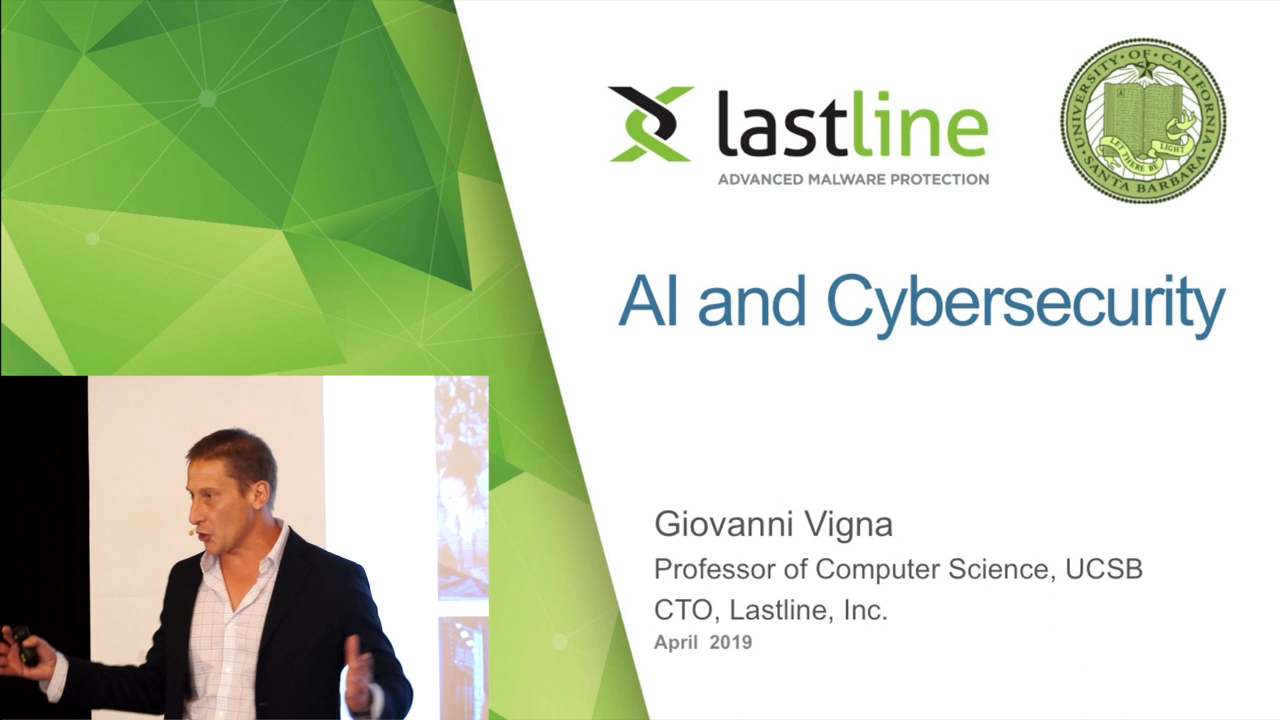 lastline
ADVANCED MALWARE PROTECTION
UNIVERSITY · OF · CALIFORNIA
SANTA BARBARA
LET THERE BE LIGHT
AI and Cybersecurity
Giovanni Vigna
Professor of Computer Science, UCSB
CTO, Lastline, Inc.
April 2019